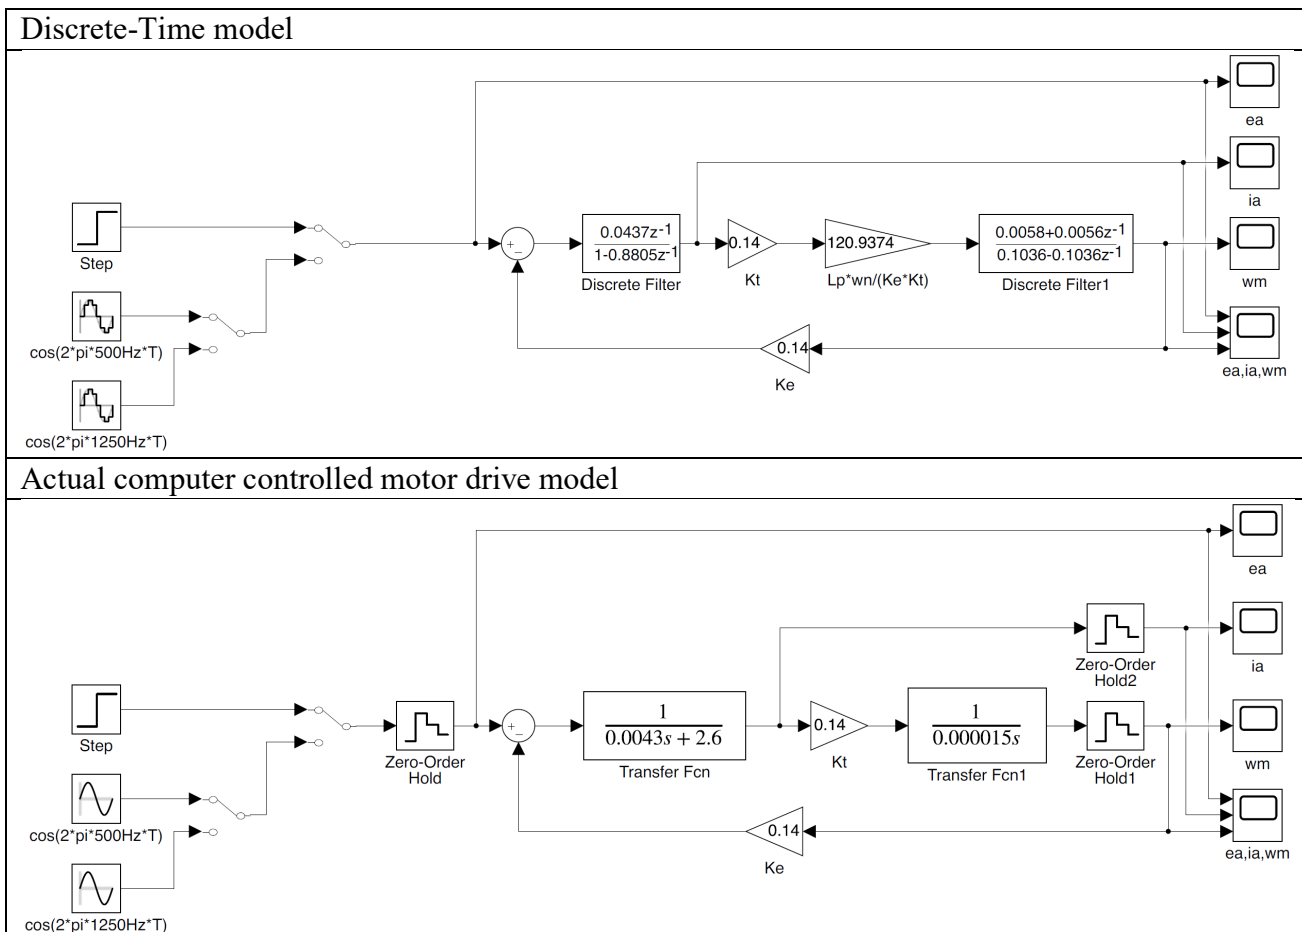 Discrete-Time model
ea
ia
Step
+
−
0.0437z-1
1-0.8805z-1
Discrete Filter
0.14
Kt
120.9374
Lp*wn/(Ke*Kt)
0.0058+0.0056z-1
0.1036-0.1036z-1
Discrete Filter1
wm
cos(2*pi*500Hz*T)
0.14
Ke
ea,ia,wm
cos(2*pi*1250Hz*T)
Actual computer controlled motor drive model
ea
Zero-Order
Hold2
ia
Step
Zero-Order
Hold
+
−
1
0.0043s + 2.6
Transfer Fcn
0.14
Kt
1
0.000015s
Transfer Fcn1
Zero-Order
Hold1
wm
cos(2*pi*500Hz*T)
0.14
Ke
ea,ia,wm
cos(2*pi*1250Hz*T)